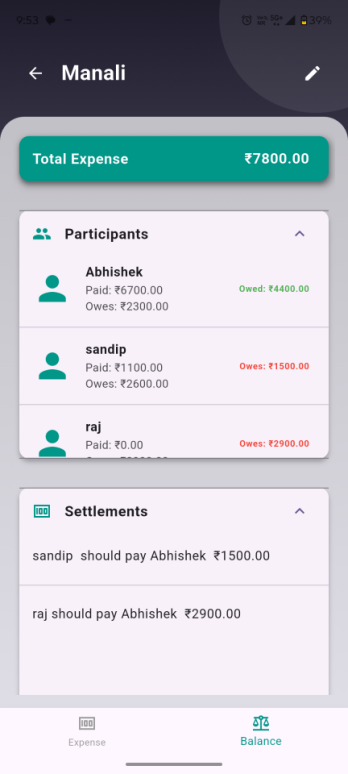 9:53
39%
Manali
Total Expense ₹7800.00
Participants
Abhishek
Paid: ₹6700.00
Owes: ₹2300.00
Owed: ₹4400.00
sandip
Paid: ₹1100.00
Owes: ₹2600.00
Owes: ₹1500.00
raj
Paid: ₹0.00
Owes: ₹2900.00
Settlements
sandip should pay Abhishek ₹1500.00
raj should pay Abhishek ₹2900.00
Expense
Balance